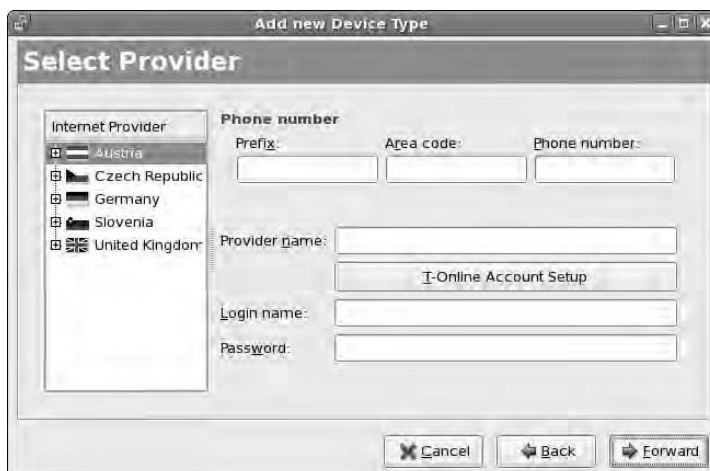 Add new Device Type
Select Provider
Internet Provider
Austria
Czech Republic
Germany
Slovenia
United Kingdom
Phone number
Prefix:
Area code:
Phone number:
Provider name:
T-Online Account Setup
Login name:
Password:
Cancel
Back
Forward